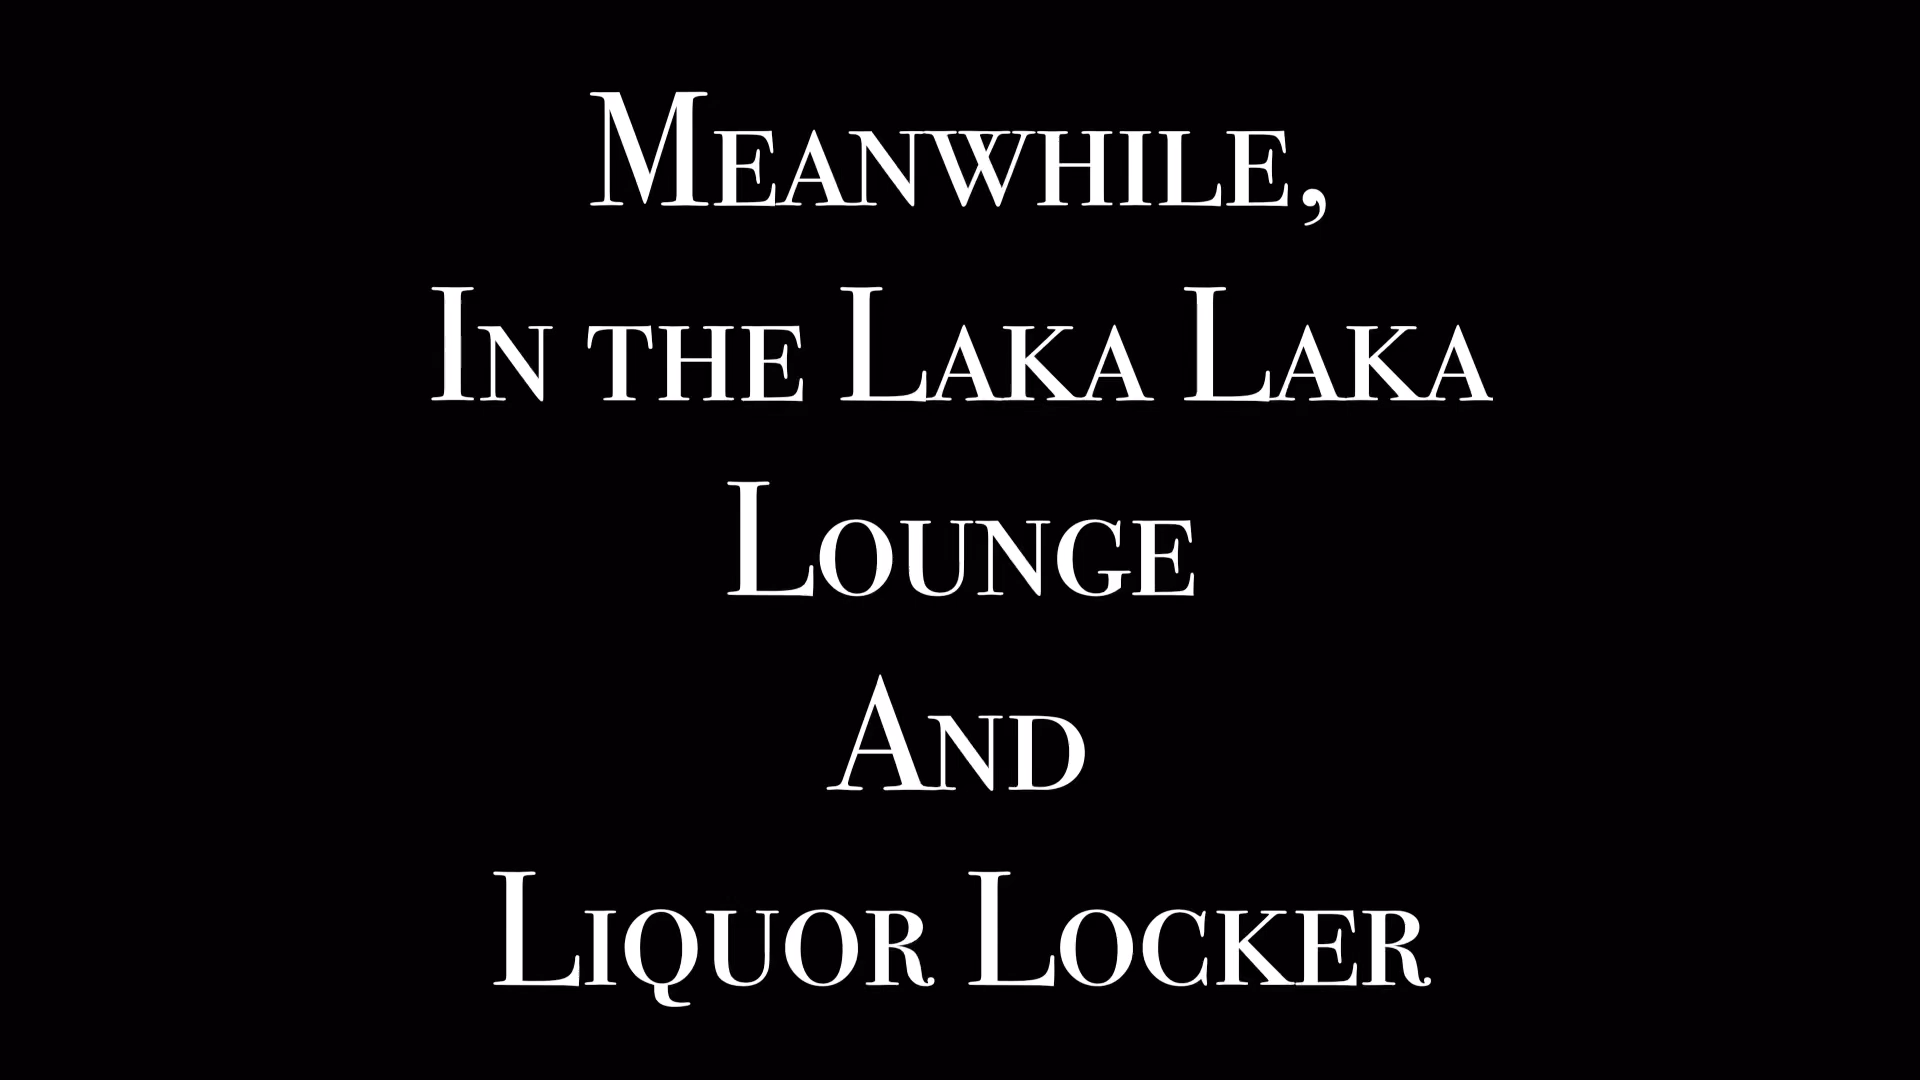 Meanwhile,
In the Laka Laka
Lounge
And
Liquor Locker